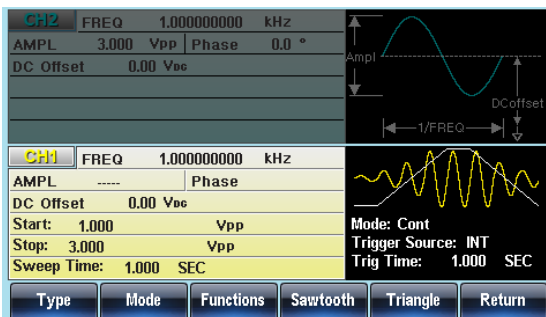 CH2 FREQ 1.000000000 kHz
AMPL 3.000 Vpp Phase 0.0 °
DC Offset 0.00 VDC
Ampl
DCoffset
1/FREQ
CH1 FREQ 1.000000000 kHz
AMPL ----- Phase
DC Offset 0.00 VDC
Start: 1.000 Vpp
Stop: 3.000 Vpp
Sweep Time: 1.000 SEC
Mode: Cont
Trigger Source: INT
Trig Time: 1.000 SEC
Type Mode Functions Sawtooth Triangle Return